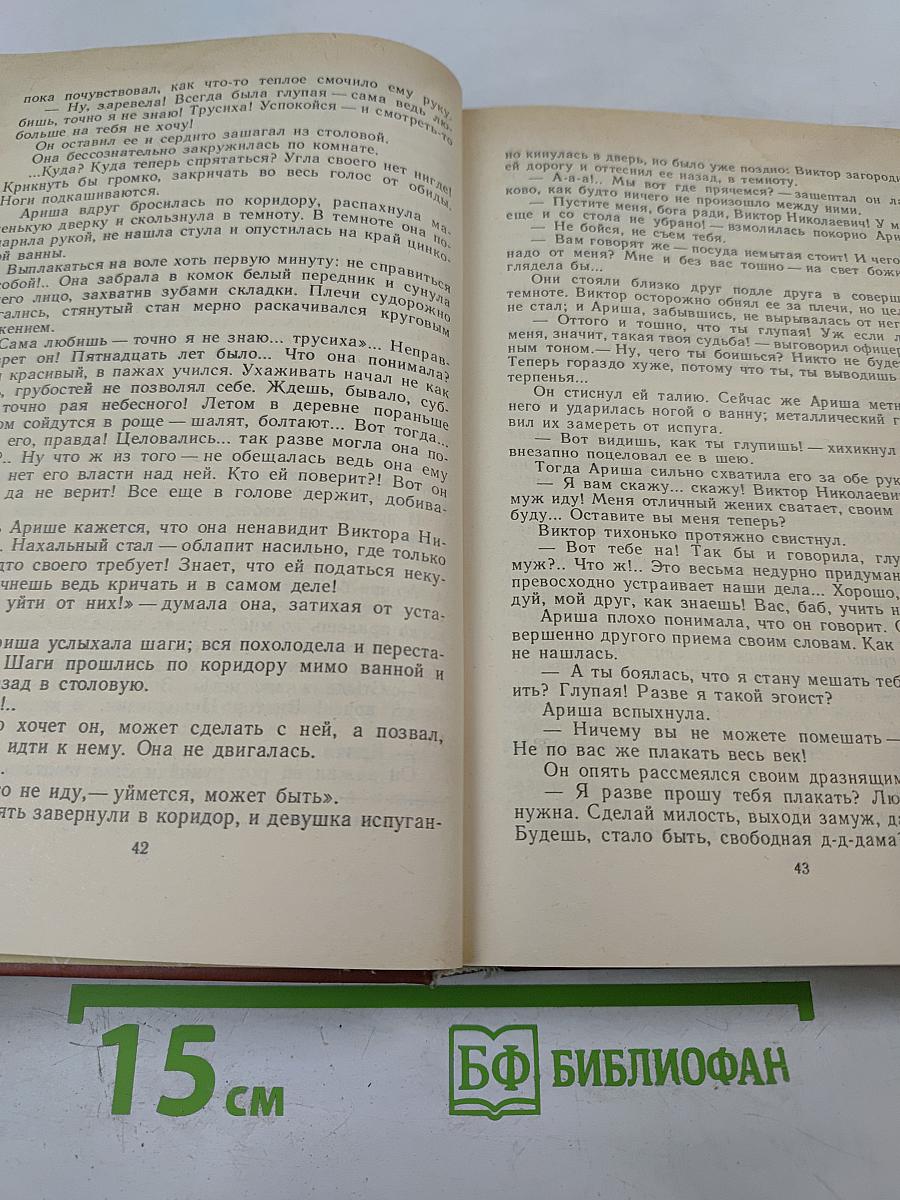 пока почувствовал, как что-то теплое смочило ему руку.
— Ну, заревела! Всегда была глупая — сама ведь лю-
бишь, точно я не знаю! Трусиха! Успокойся — и смотреть-то
больше на тебя не хочу!
Он оставил ее и сердито зашагал из столовой.
Она бессознательно закружилась по комнате.
...Куда? Куда теперь спрятаться? Угла своего нет нигде!
Крикнуть бы громко, закричать во весь голос от обиды.
Ноги подкашиваются.
Ариша вдруг бросилась по коридору, распахнула ма-
енькую дверку и скользнула в темноту. В темноте она по-
арила рукой, не нашла стула и опустилась на край цинко-
ой ванны.
Выплакаться на воле хоть первую минуту: не справиться
обой!.. Она забрала в комок белый передник и сунула
его лицо, захватив зубами складки. Плечи судорожно
гались, стянутый стан мерно раскачивался круговым
жением.
Сама любишь — точно я не знаю... трусиха». Неправ-
рет он! Пятнадцать лет было... Что она понимала?
красивый, в пажах учился. Ухаживать начал не как
, грубостей не позволял себе. Ждешь, бывало, суб-
точно рая небесного! Летом в деревне пораньше
ом сойдутся в роще — шалят, болтают... Вот тогда...
его, правда! Целовались... так разве могла она по-
?.. Ну что ж из того — не обещалась ведь она ему
нет его власти над ней. Кто ей поверит?! Вот он
да не верит! Все еще в голове держит, добива-
ь Арише кажется, что она ненавидит Виктора Ни-
. Нахальный стал — облапит насильно, где только
дто своего требует! Знает, что ей податься неку-
чнешь ведь кричать и в самом деле!
уйти от них!» — думала она, затихая от уста-
риша услыхала шаги; вся похолодела и переста-
Шаги прошлись по коридору мимо ванной и
зад в столовую.
!..
о хочет он, может сделать с ней, а позвал,
идти к нему. Она не двигалась.
.
о не иду,— уймется, может быть».
ять завернули в коридор, и девушка испуган-
42
но кинулась в дверь, но было уже поздно: Виктор загороди
ей дорогу и оттеснил ее назад, в темноту.
— А-а-а!.. Мы вот где прячемся? — зашептал он ла
ково, как будто ничего не произошло между ними.
— Пустите меня, бога ради, Виктор Николаевич! У м
еще и со стола не убрано! — взмолилась покорно Ари
— Не бойся, не съем тебя.
— Вам говорят же — посуда немытая стоит! И чего
надо от меня? Мне и без вас тошно — на свет божи
глядела бы...
Они стояли близко друг подле друга в соверш
темноте. Виктор осторожно обнял ее за плечи, но цел
не стал; и Ариша, забывшись, не вырывалась от нег
— Оттого и тошно, что ты глупая! Уж если л
меня, значит, такая твоя судьба! — выговорил офицер
ным тоном.— Ну, чего ты боишься? Никто не буде
Теперь гораздо хуже, потому что ты, ты выводишь
терпенья...
Он стиснул ей талию. Сейчас же Ариша метн
него и ударилась ногой о ванну; металлический г
вил их замереть от испуга.
— Вот видишь, как ты глупишь! — хихикнул
внезапно поцеловал ее в шею.
Тогда Ариша сильно схватила его за обе рук
— Я вам скажу... скажу! Виктор Николаеви
муж иду! Меня отличный жених сватает, своим
буду... Оставите вы меня теперь?
Виктор тихонько протяжно свистнул.
— Вот тебе на! Так бы и говорила, глу
муж?.. Что ж!.. Это весьма недурно придуман
превосходно устраивает наши дела... Хорошо,
дуй, мой друг, как знаешь! Вас, баб, учить н
Ариша плохо понимала, что он говорит. О
вершенно другого приема своим словам. Как
не нашлась.
— А ты боялась, что я стану мешать теб
ить? Глупая! Разве я такой эгоист?
Ариша вспыхнула.
— Ничему вы не можете помешать —
Не по вас же плакать весь век!
Он опять рассмеялся своим дразнящим
— Я разве прошу тебя плакать? Лю
нужна. Сделай милость, выходи замуж, да
Будешь, стало быть, свободная д-д-дама?
43
15 см
БФ БИБЛИОФАН